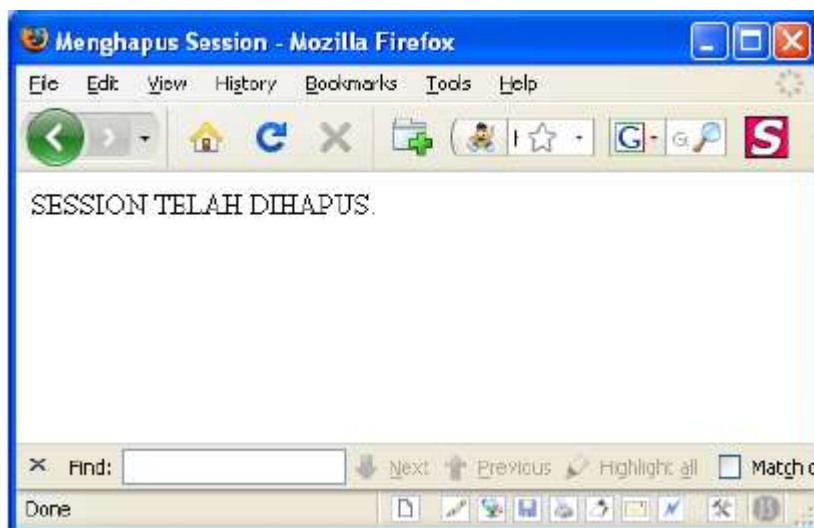 Menghapus Session - Mozilla Firefox
File Edit View History Bookmarks Tools Help
G G S
SESSION TELAH DIHAPUS.
Find: Next Previous Highlight all Match
Done